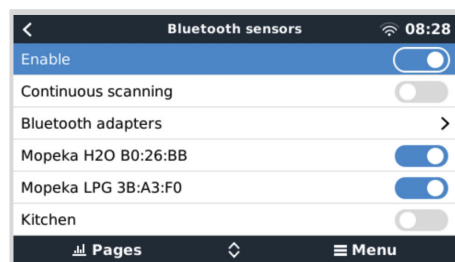 Bluetooth sensors 08:28
Enable
Continuous scanning
Bluetooth adapters
Mopeka H2O B0:26:BB
Mopeka LPG 3B:A3:F0
Kitchen
Pages Menu